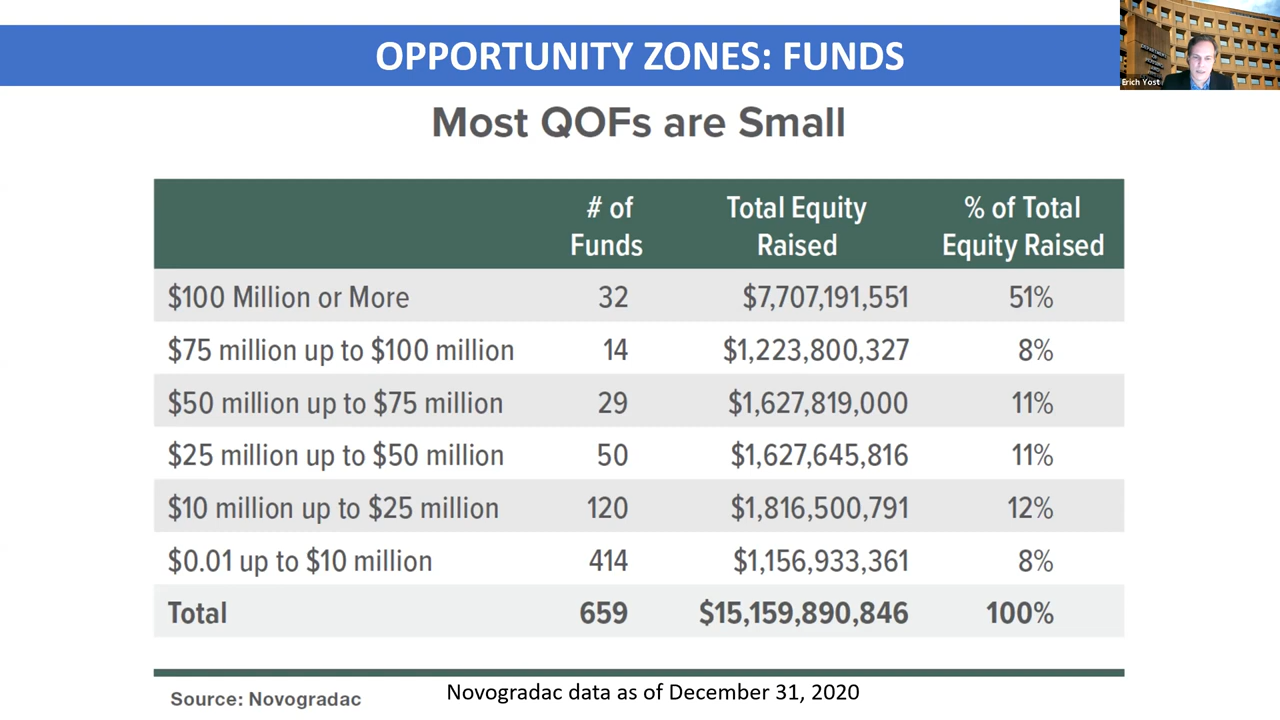 OPPORTUNITY ZONES: FUNDS
Erich Yost
Most QOFs are Small
# of Funds Total Equity Raised % of Total Equity Raised
$100 Million or More 32 $7,707,191,551 51%
$75 million up to $100 million 14 $1,223,800,327 8%
$50 million up to $75 million 29 $1,627,819,000 11%
$25 million up to $50 million 50 $1,627,645,816 11%
$10 million up to $25 million 120 $1,816,500,791 12%
$0.01 up to $10 million 414 $1,156,933,361 8%
Total 659 $15,159,890,846 100%
Source: Novogradac
Novogradac data as of December 31, 2020